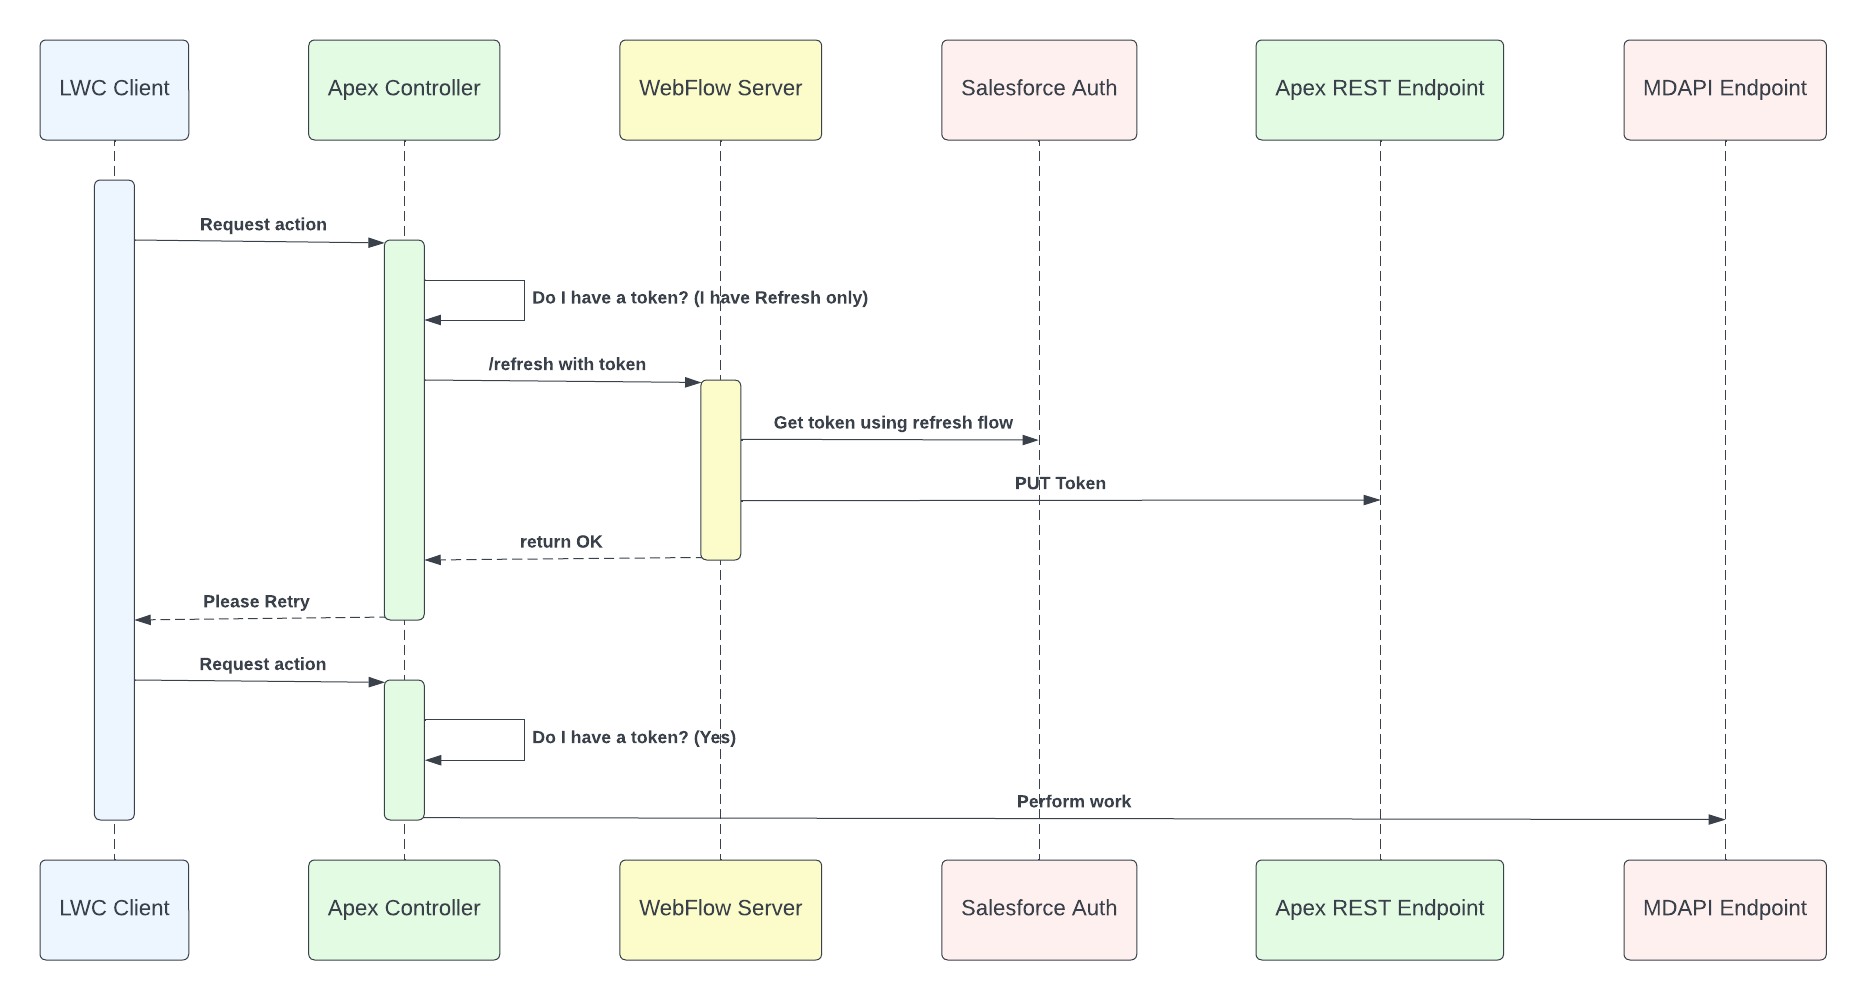 LWC Client
Apex Controller
WebFlow Server
Salesforce Auth
Apex REST Endpoint
MDAPI Endpoint
Request action
Do I have a token? (I have Refresh only)
/refresh with token
Get token using refresh flow
PUT Token
return OK
Please Retry
Request action
Do I have a token? (Yes)
Perform work
LWC Client
Apex Controller
WebFlow Server
Salesforce Auth
Apex REST Endpoint
MDAPI Endpoint